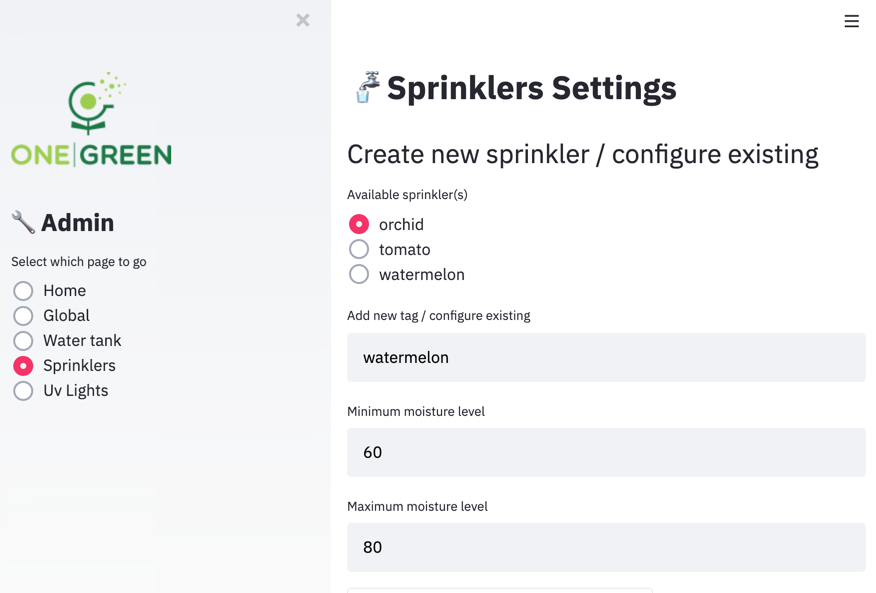 ONE|GREEN
Admin
Select which page to go
Home
Global
Water tank
Sprinklers
Uv Lights
Sprinklers Settings
Create new sprinkler / configure existing
Available sprinkler(s)
orchid
tomato
watermelon
Add new tag / configure existing
watermelon
Minimum moisture level
60
Maximum moisture level
80